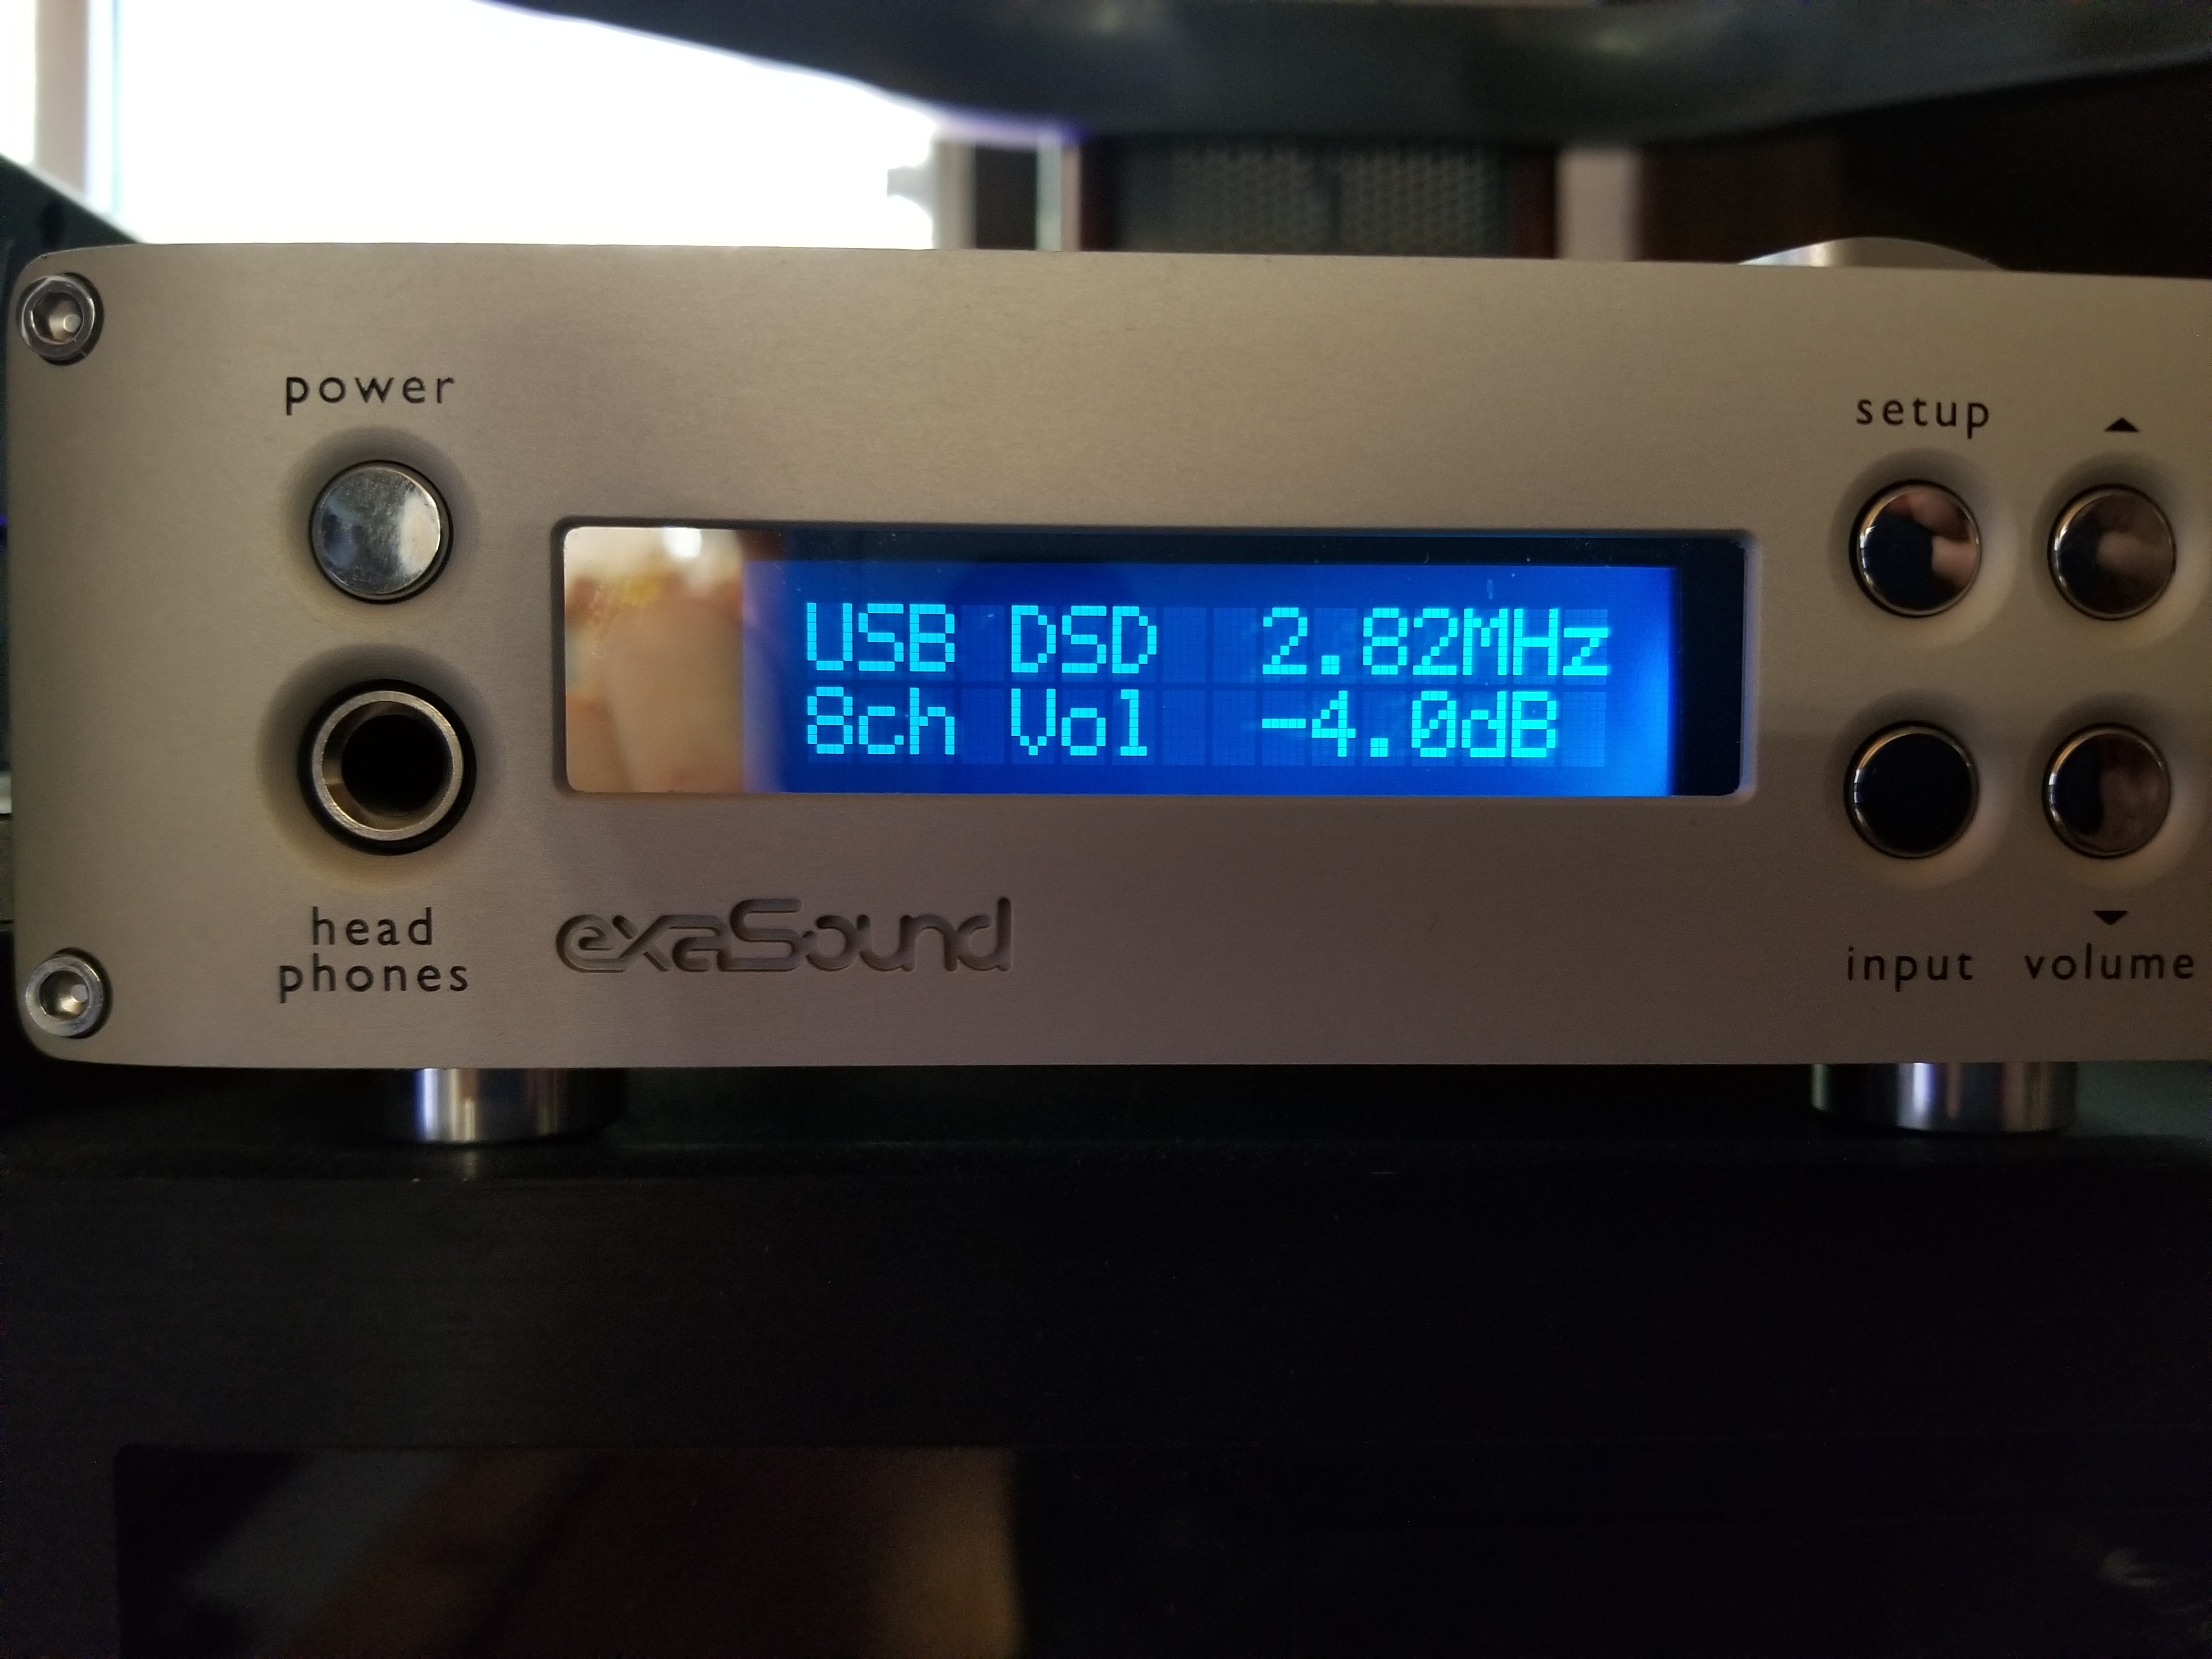 power
setup
USB DSD  2.82MHz
8ch Vol  -4.0dB
head
phones
exaSound
input
volume